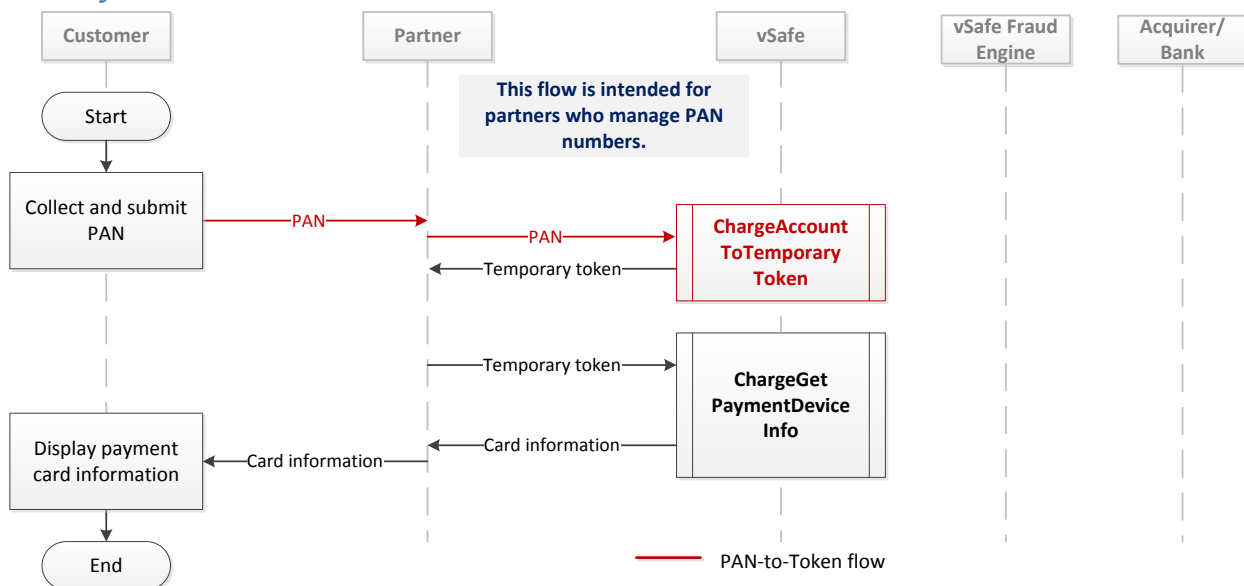 Customer
Partner
vSafe
vSafe Fraud
Engine
Acquirer/
Bank
This flow is intended for
partners who manage PAN
numbers.
Start
Collect and submit
PAN
PAN
PAN
ChargeAccount
ToTemporary
Token
Temporary token
Temporary token
ChargeGet
PaymentDevice
Info
Card information
Card information
Display payment
card information
End
PAN-to-Token flow